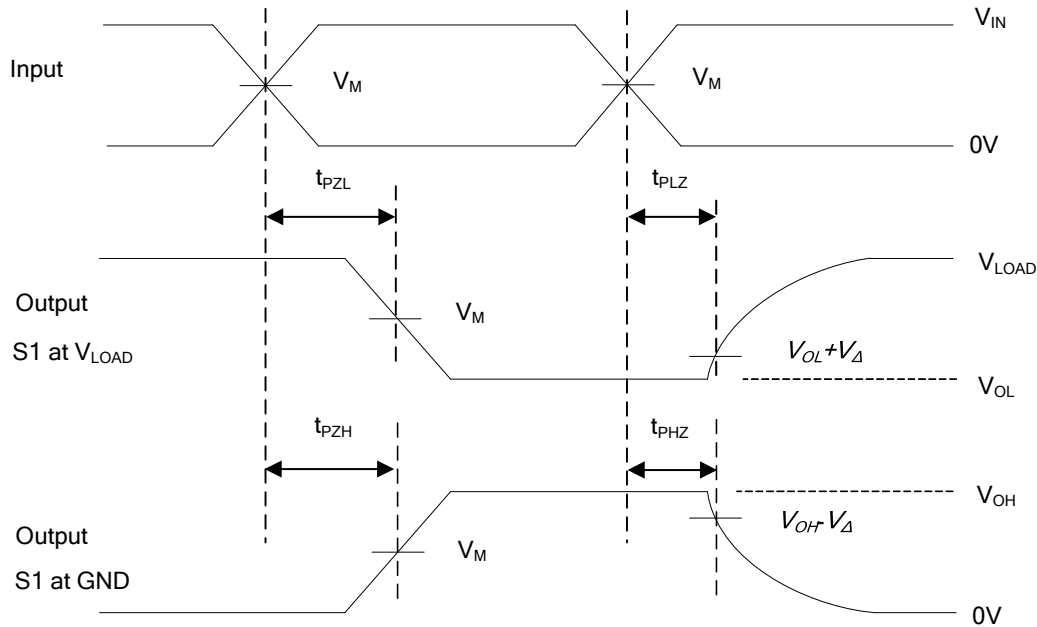 V_IN
Input
V_M V_M
0V
t_PZL t_PLZ
V_LOAD
Output
V_M
S1 at V_LOAD
V_OL+V_Δ
V_OL
t_PZH t_PHZ
V_OH
V_OH-V_Δ
Output
V_M
S1 at GND
0V